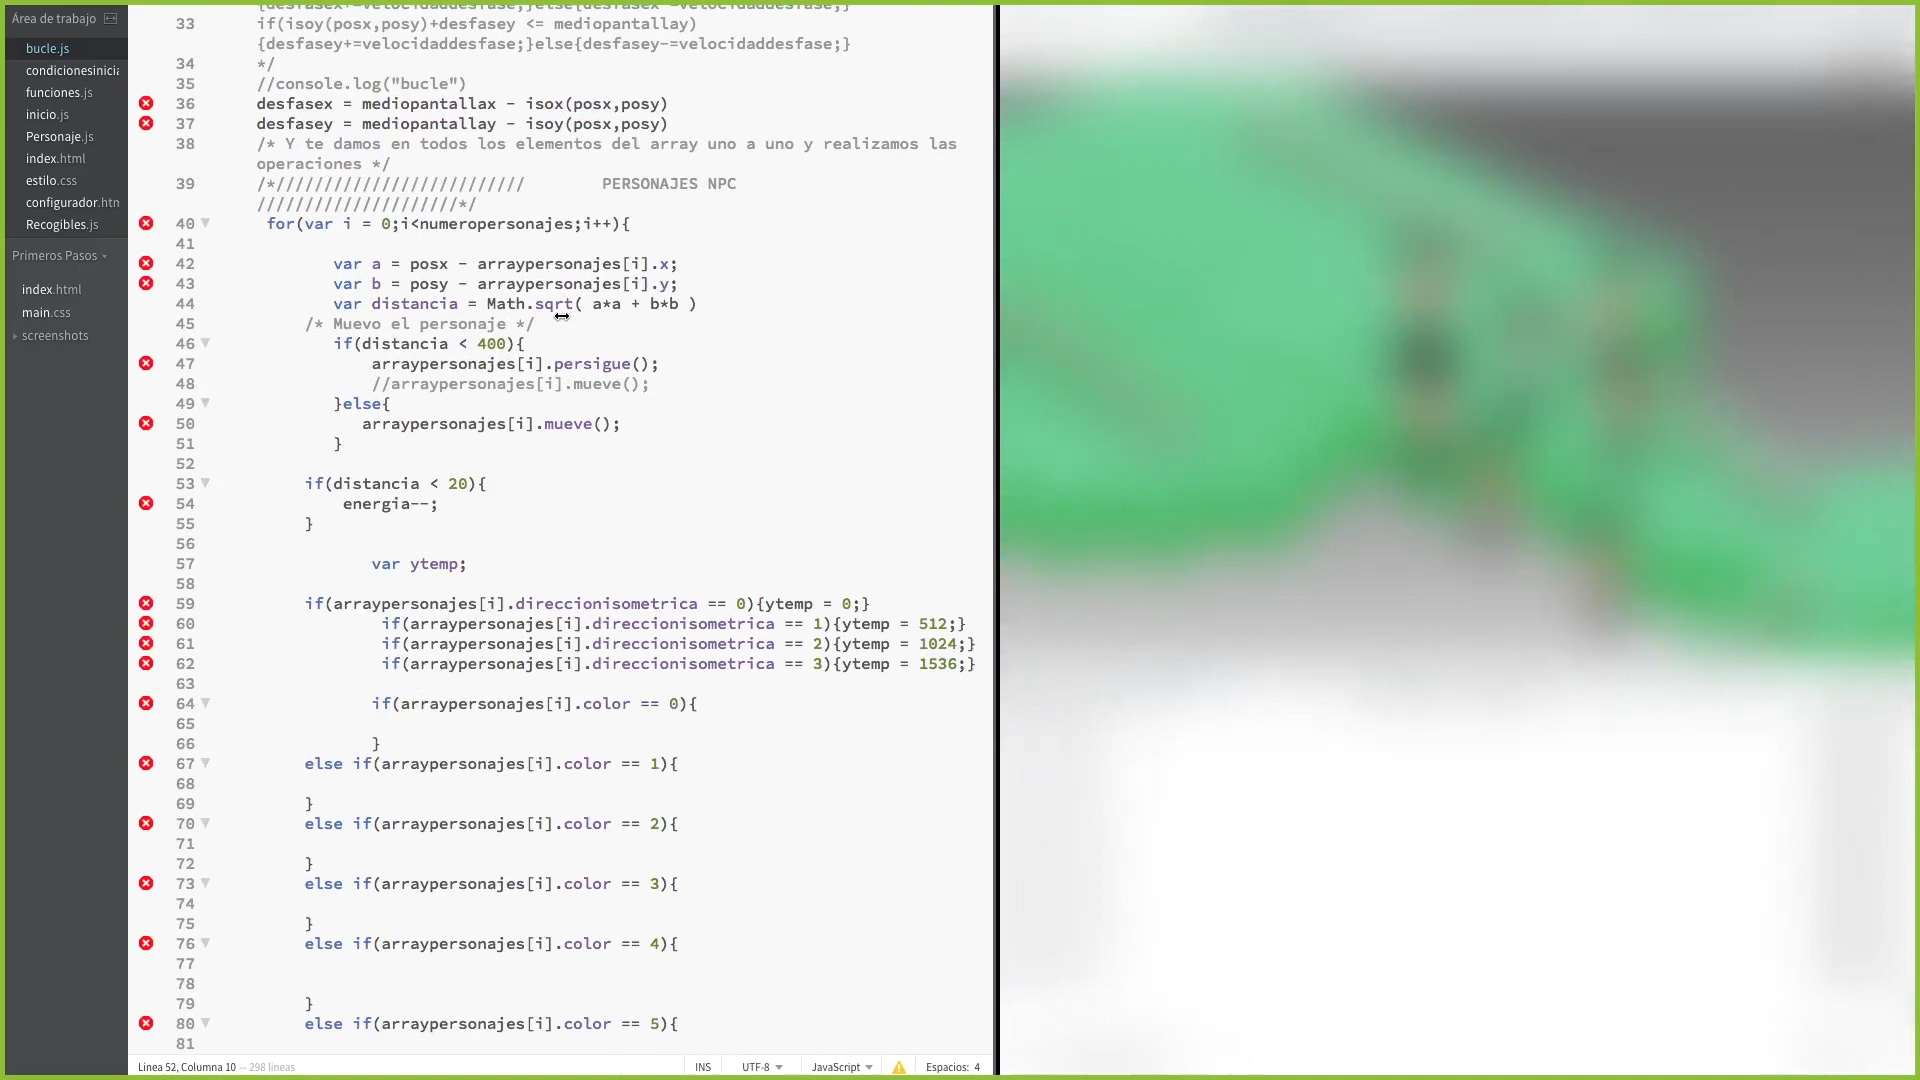 Área de trabajo
bucle.js
condicionesinicia
funciones.js
inicio.js
Personaje.js
index.html
estilo.css
configurador.htm
Recogibles.js
Primeros Pasos
index.html
main.css
screenshots
{desfasex+=velocidaddesfase;}else{desfasex-=velocidaddesfase;}
33 if(isoy(posx,posy)+desfasey <= mediopantallay)
{desfasey+=velocidaddesfase;}else{desfasey-=velocidaddesfase;}
34 */
35 //console.log("bucle")
36 desfasex = mediopantallax - isox(posx,posy)
37 desfasey = mediopantallay - isoy(posx,posy)
38 /* Y te damos en todos los elementos del array uno a uno y realizamos las
operaciones */
39 /*////////////////////////// PERSONAJES NPC
/////////////////////*/
40 for(var i = 0;i<numeropersonajes;i++){
41
42 var a = posx - arraypersonajes[i].x;
43 var b = posy - arraypersonajes[i].y;
44 var distancia = Math.sqrt( a*a + b*b )
45 /* Muevo el personaje */
46 if(distancia < 400){
47 arraypersonajes[i].persigue();
48 //arraypersonajes[i].mueve();
49 }else{
50 arraypersonajes[i].mueve();
51 }
52
53 if(distancia < 20){
54 energia--;
55 }
56
57 var ytemp;
58
59 if(arraypersonajes[i].direccionisometrica == 0){ytemp = 0;}
60 if(arraypersonajes[i].direccionisometrica == 1){ytemp = 512;}
61 if(arraypersonajes[i].direccionisometrica == 2){ytemp = 1024;}
62 if(arraypersonajes[i].direccionisometrica == 3){ytemp = 1536;}
63
64 if(arraypersonajes[i].color == 0){
65
66 }
67 else if(arraypersonajes[i].color == 1){
68
69 }
70 else if(arraypersonajes[i].color == 2){
71
72 }
73 else if(arraypersonajes[i].color == 3){
74
75 }
76 else if(arraypersonajes[i].color == 4){
77
78
79 }
80 else if(arraypersonajes[i].color == 5){
81
Línea 52, Columna 10 — 298 líneas INS UTF-8 JavaScript Espacios: 4